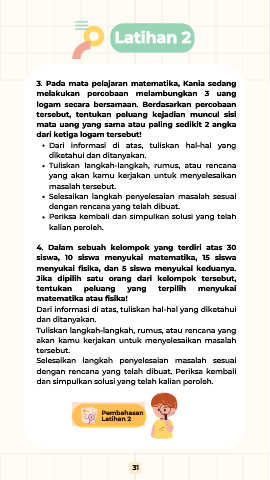 Latihan 2
3. Pada mata pelajaran matematika, Kania sedang
melakukan percobaan melambungkan 3 uang
logam secara bersamaan. Berdasarkan percobaan
tersebut, tentukan peluang kejadian muncul sisi
mata uang yang sama atau paling sedikit 2 angka
dari ketiga logam tersebut!
• Dari informasi di atas, tuliskan hal-hal yang
diketahui dan ditanyakan.
• Tuliskan langkah-langkah, rumus, atau rencana
yang akan kamu kerjakan untuk menyelesaikan
masalah tersebut.
• Selesaikan langkah penyelesaian masalah sesuai
dengan rencana yang telah dibuat.
• Periksa kembali dan simpulkan solusi yang telah
kalian peroleh.
4. Dalam sebuah kelompok yang terdiri atas 30
siswa, 10 siswa menyukai matematika, 15 siswa
menyukai fisika, dan 5 siswa menyukai keduanya.
Jika dipilih satu orang dari kelompok tersebut,
tentukan peluang yang terpilih menyukai
matematika atau fisika!
Dari informasi di atas, tuliskan hal-hal yang diketahui
dan ditanyakan.
Tuliskan langkah-langkah, rumus, atau rencana yang
akan kamu kerjakan untuk menyelesaikan masalah
tersebut.
Selesaikan langkah penyelesaian masalah sesuai
dengan rencana yang telah dibuat. Periksa kembali
dan simpulkan solusi yang telah kalian peroleh.
Pembahasan
Latihan 2
31